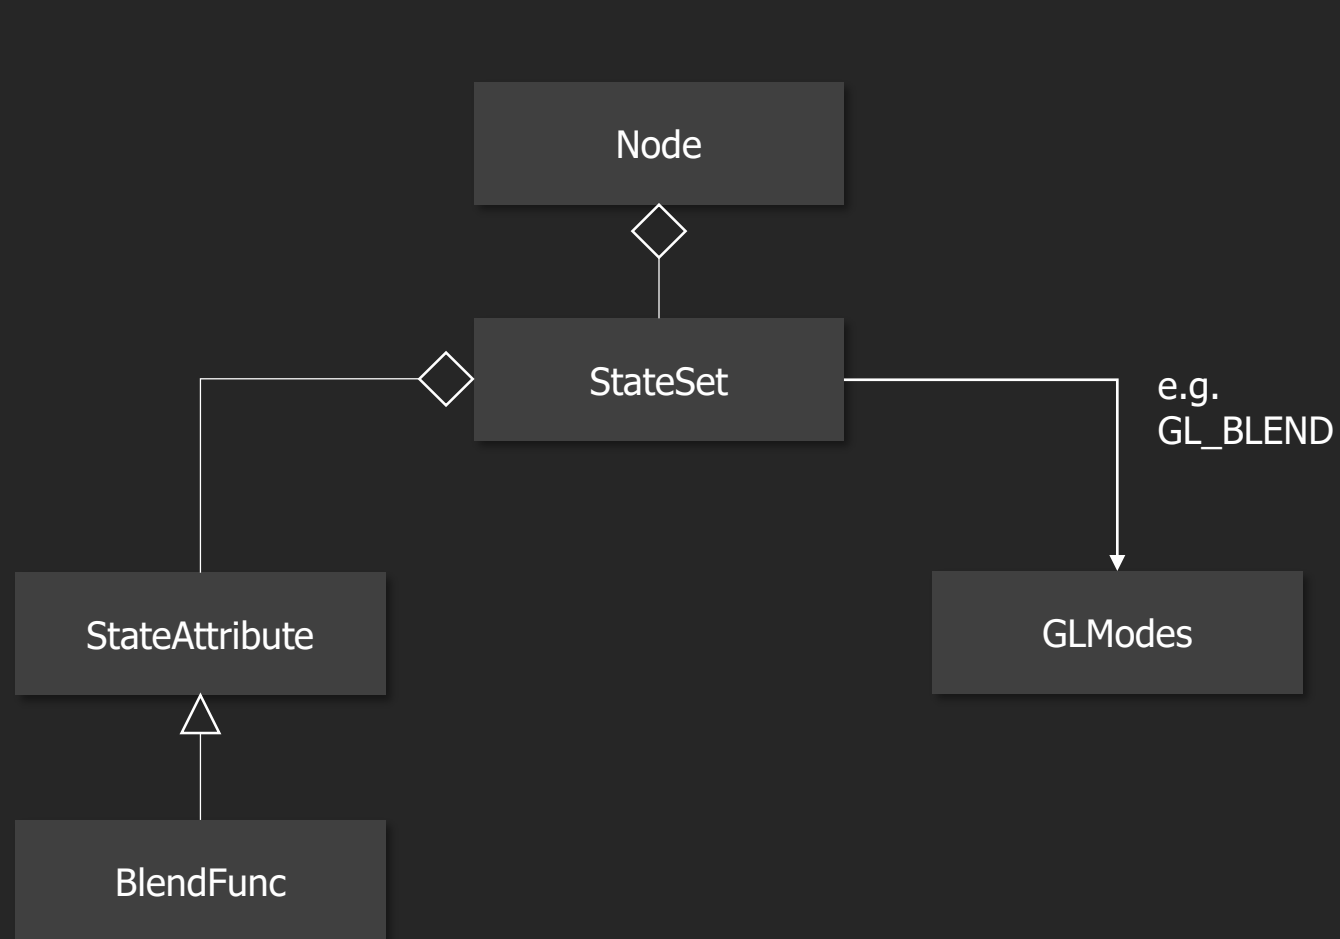 Node
StateSet
e.g.
GL_BLEND
StateAttribute
GLModes
BlendFunc